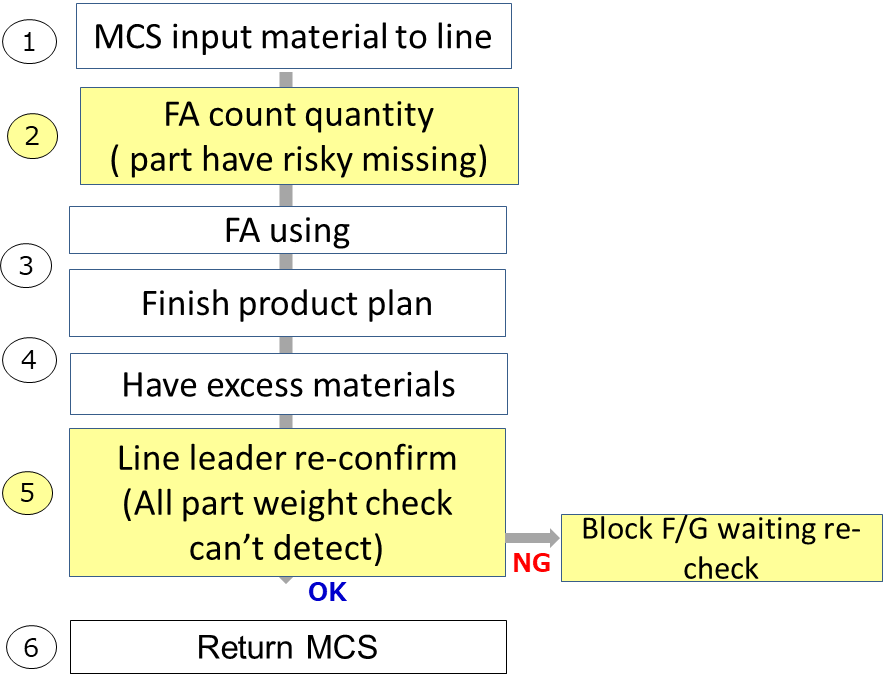 1
MCS input material to line
2
FA count quantity
( part have risky missing)
FA using
3
Finish product plan
4
Have excess materials
5
Line leader re-confirm
(All part weight check
can’t detect)
NG
Block F/G waiting re-
check
OK
6
Return MCS